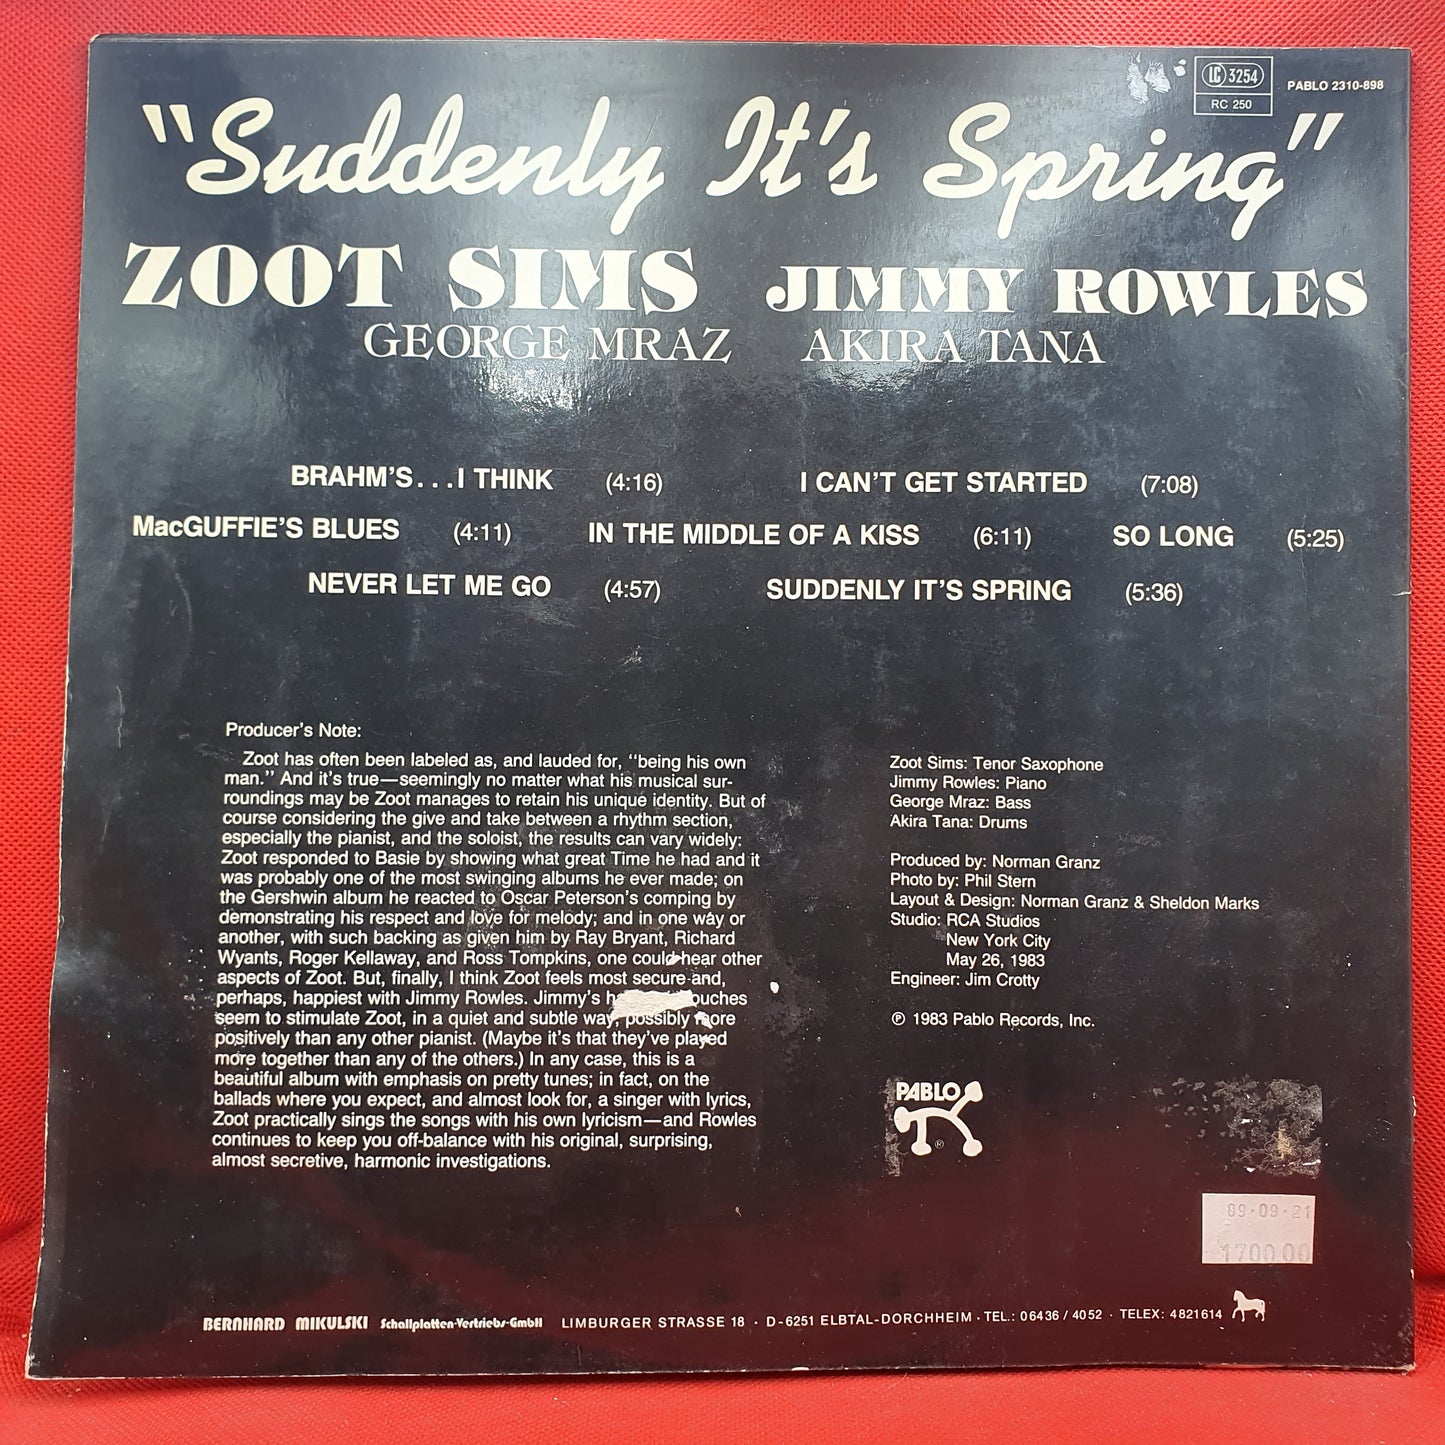 LC 3254
RC 250
PABLO 2310-898
"Suddenly It's Spring"
ZOOT SIMS JIMMY ROWLES
GEORGE MRAZ AKIRA TANA
BRAHM'S...I THINK (4:16) I CAN'T GET STARTED (7:08)
MacGUFFIE'S BLUES (4:11) IN THE MIDDLE OF A KISS (6:11) SO LONG (5:25)
NEVER LET ME GO (4:57) SUDDENLY IT'S SPRING (5:36)
Producer's Note:
Zoot has often been labeled as, and lauded for, "being his own
man." And it's true—seemingly no matter what his musical sur-
roundings may be Zoot manages to retain his unique identity. But of
course considering the give and take between a rhythm section,
especially the pianist, and the soloist, the results can vary widely:
Zoot responded to Basie by showing what great Time he had and it
was probably one of the most swinging albums he ever made; on
the Gershwin album he reacted to Oscar Peterson's comping by
demonstrating his respect and love for melody; and in one way or
another, with such backing as given him by Ray Bryant, Richard
Wyants, Roger Kellaway, and Ross Tompkins, one could hear other
aspects of Zoot. But, finally, I think Zoot feels most secure and,
perhaps, happiest with Jimmy Rowles. Jimmy's touches
seem to stimulate Zoot, in a quiet and subtle way, possibly more
positively than any other pianist. (Maybe it's that they've played
more together than any of the others.) In any case, this is a
beautiful album with emphasis on pretty tunes; in fact, on the
ballads where you expect, and almost look for, a singer with lyrics,
Zoot practically sings the songs with his own lyricism—and Rowles
continues to keep you off-balance with his original, surprising,
almost secretive, harmonic investigations.
Zoot Sims: Tenor Saxophone
Jimmy Rowles: Piano
George Mraz: Bass
Akira Tana: Drums
Produced by: Norman Granz
Photo by: Phil Stern
Layout & Design: Norman Granz & Sheldon Marks
Studio: RCA Studios
New York City
May 26, 1983
Engineer: Jim Crotty
℗ 1983 Pablo Records, Inc.
PABLO
®
09·09·21
1700.00
BERNHARD MIKULSKI Schallplatten-Vertriebs-GmbH LIMBURGER STRASSE 18 · D-6251 ELBTAL-DORCHHEIM · TEL.: 06436 / 4052 · TELEX: 4821614